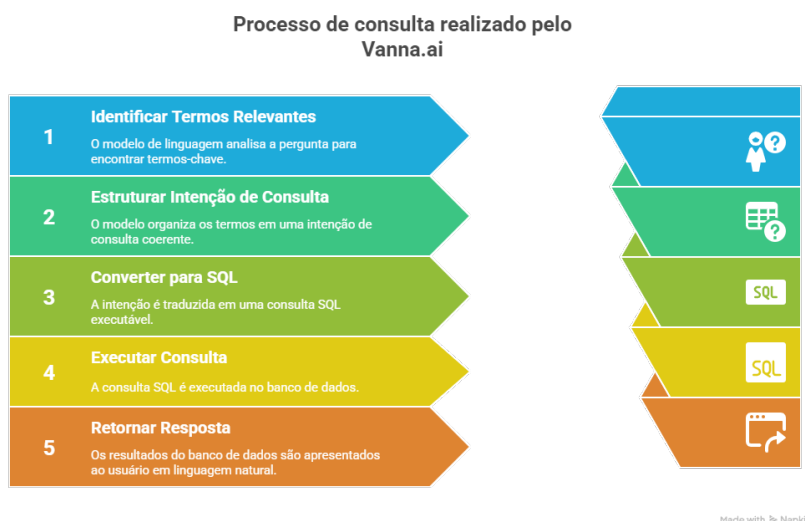 Processo de consulta realizado pelo
Vanna.ai
1
Identificar Termos Relevantes
O modelo de linguagem analisa a pergunta para
encontrar termos-chave.
2
Estruturar Intenção de Consulta
O modelo organiza os termos em uma intenção de
consulta coerente.
3
Converter para SQL
A intenção é traduzida em uma consulta SQL
executável.
4
Executar Consulta
A consulta SQL é executada no banco de dados.
5
Retornar Resposta
Os resultados do banco de dados são apresentados
ao usuário em linguagem natural.
?
?
SQL
SQL
Made with